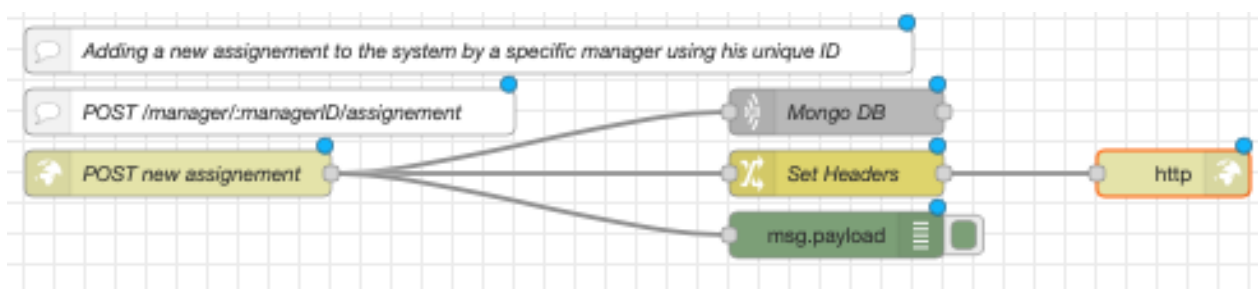 Adding a new assignement to the system by a specific manager using his unique ID
POST /manager/:managerID/assignement
Mongo DB
POST new assignement
Set Headers
http
msg.payload